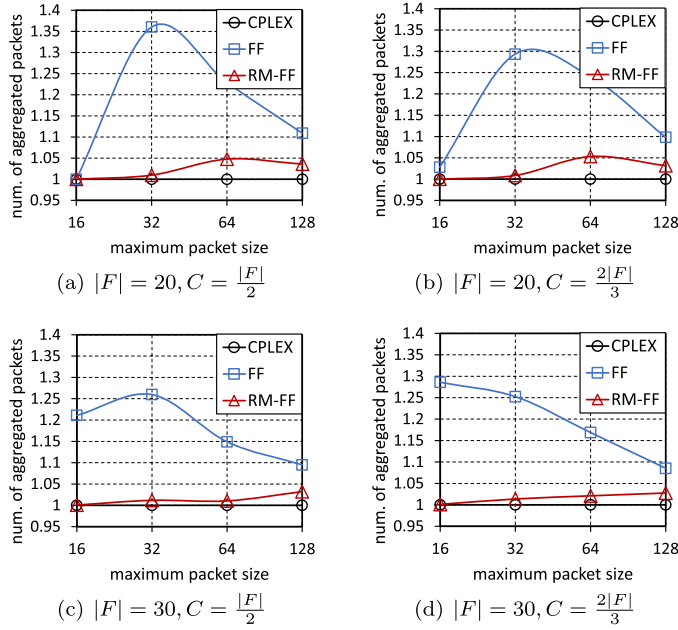 num. of aggregated packets
1.4
1.35
1.3
1.25
1.2
1.15
1.1
1.05
1
0.95
CPLEX
FF
RM-FF
16 32 64 128
maximum packet size
(a) |F| = 20, C = |F|/2
num. of aggregated packets
1.4
1.35
1.3
1.25
1.2
1.15
1.1
1.05
1
0.95
CPLEX
FF
RM-FF
16 32 64 128
maximum packet size
(b) |F| = 20, C = 2|F|/3
num. of aggregated packets
1.4
1.35
1.3
1.25
1.2
1.15
1.1
1.05
1
0.95
CPLEX
FF
RM-FF
16 32 64 128
maximum packet size
(c) |F| = 30, C = |F|/2
num. of aggregated packets
1.4
1.35
1.3
1.25
1.2
1.15
1.1
1.05
1
0.95
CPLEX
FF
RM-FF
16 32 64 128
maximum packet size
(d) |F| = 30, C = 2|F|/3